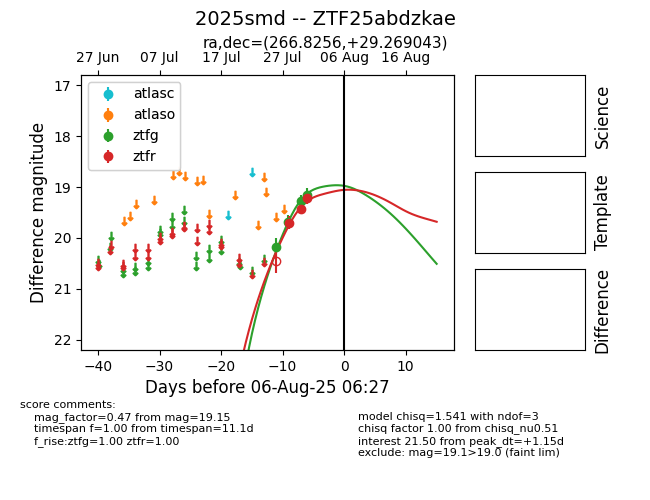 2025smd -- ZTF25abdzkae
ra,dec=(266.8256,+29.269043)
27 Jun 07 Jul 17 Jul 27 Jul 06 Aug 16 Aug
atlasc
atlaso
ztfg
ztfr
17
18
19
20
21
22
Difference magnitude
−40 −30 −20 −10 0 10
Days before 06-Aug-25 06:27
Science
Template
Difference
score comments:
mag_factor=0.47 from mag=19.15
timespan f=1.00 from timespan=11.1d
f_rise:ztfg=1.00 ztfr=1.00
model chisq=1.541 with ndof=3
chisq factor 1.00 from chisq_nu0.51
interest 21.50 from peak_dt=+1.15d
exclude: mag=19.1>19.0 (faint lim)